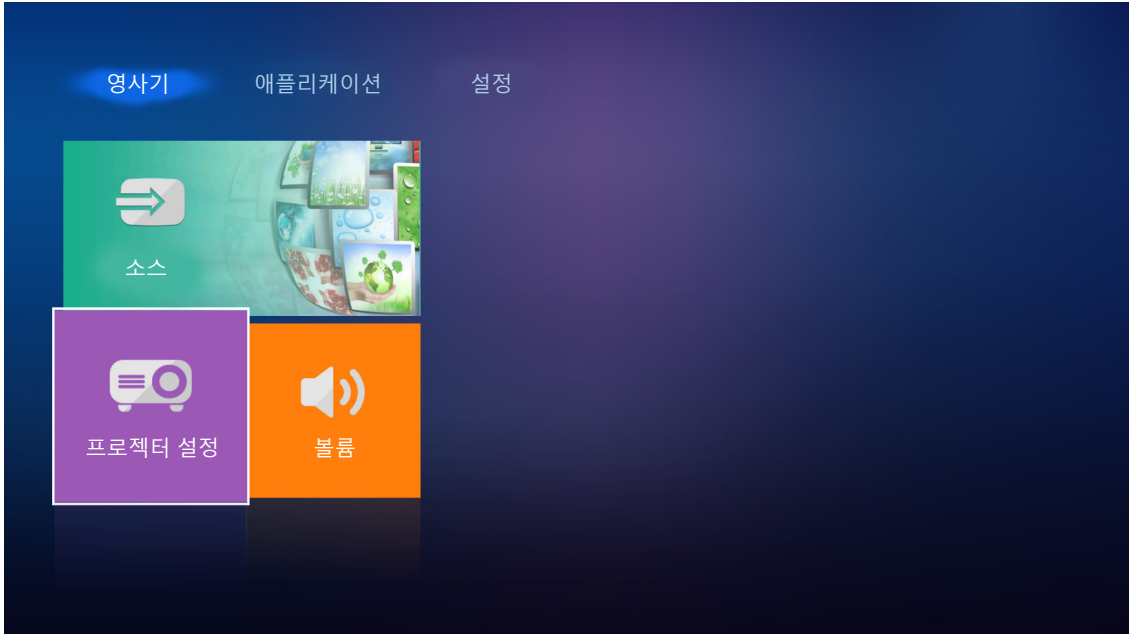 영사기
애플리케이션
설정
소스
프로젝터 설정
볼륨